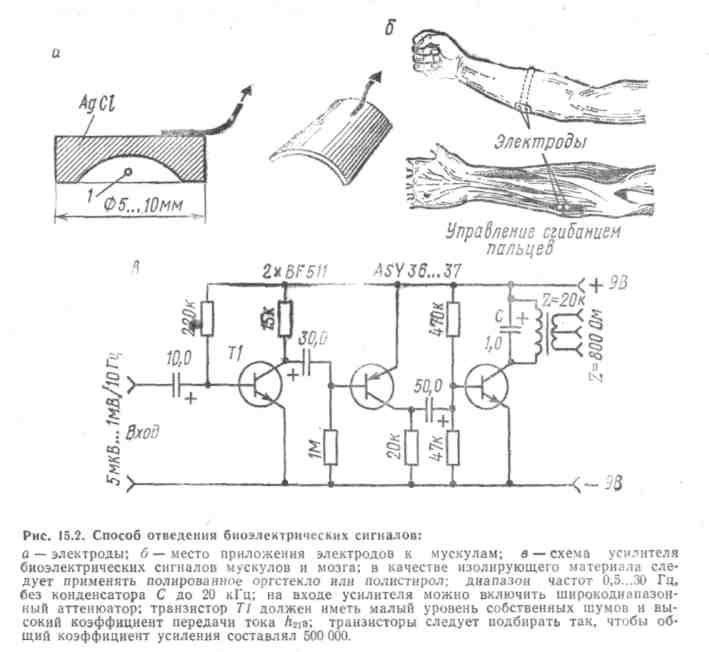 а
б
AgCl
1
Ф5...10мм
Электроды
Управление сгибанием
пальцев
в
2×BF511
ASY36...37
+ 9В
220к
15к
30,0
470к
C
1,0
Z=20к
Z=800 Ом
10,0
T1
50,0
5мкВ...1мВ/10Гц
Вход
1М
20к
47к
— 9В
Рис. 15.2. Способ отведения биоэлектрических сигналов:
а — электроды; б — место приложения электродов к мускулам; в — схема усилителя
биоэлектрических сигналов мускулов и мозга; в качестве изолирующего материала сле-
дует применять полированное оргстекло или полистирол; диапазон частот 0,5...30 Гц,
без конденсатора С до 20 кГц; на входе усилителя можно включить широкодиапазон-
ный аттенюатор; транзистор Т1 должен иметь малый уровень собственных шумов и вы-
сокий коэффициент передачи тока h21э; транзисторы следует подбирать так, чтобы об-
щий коэффициент усиления составлял 500 000.